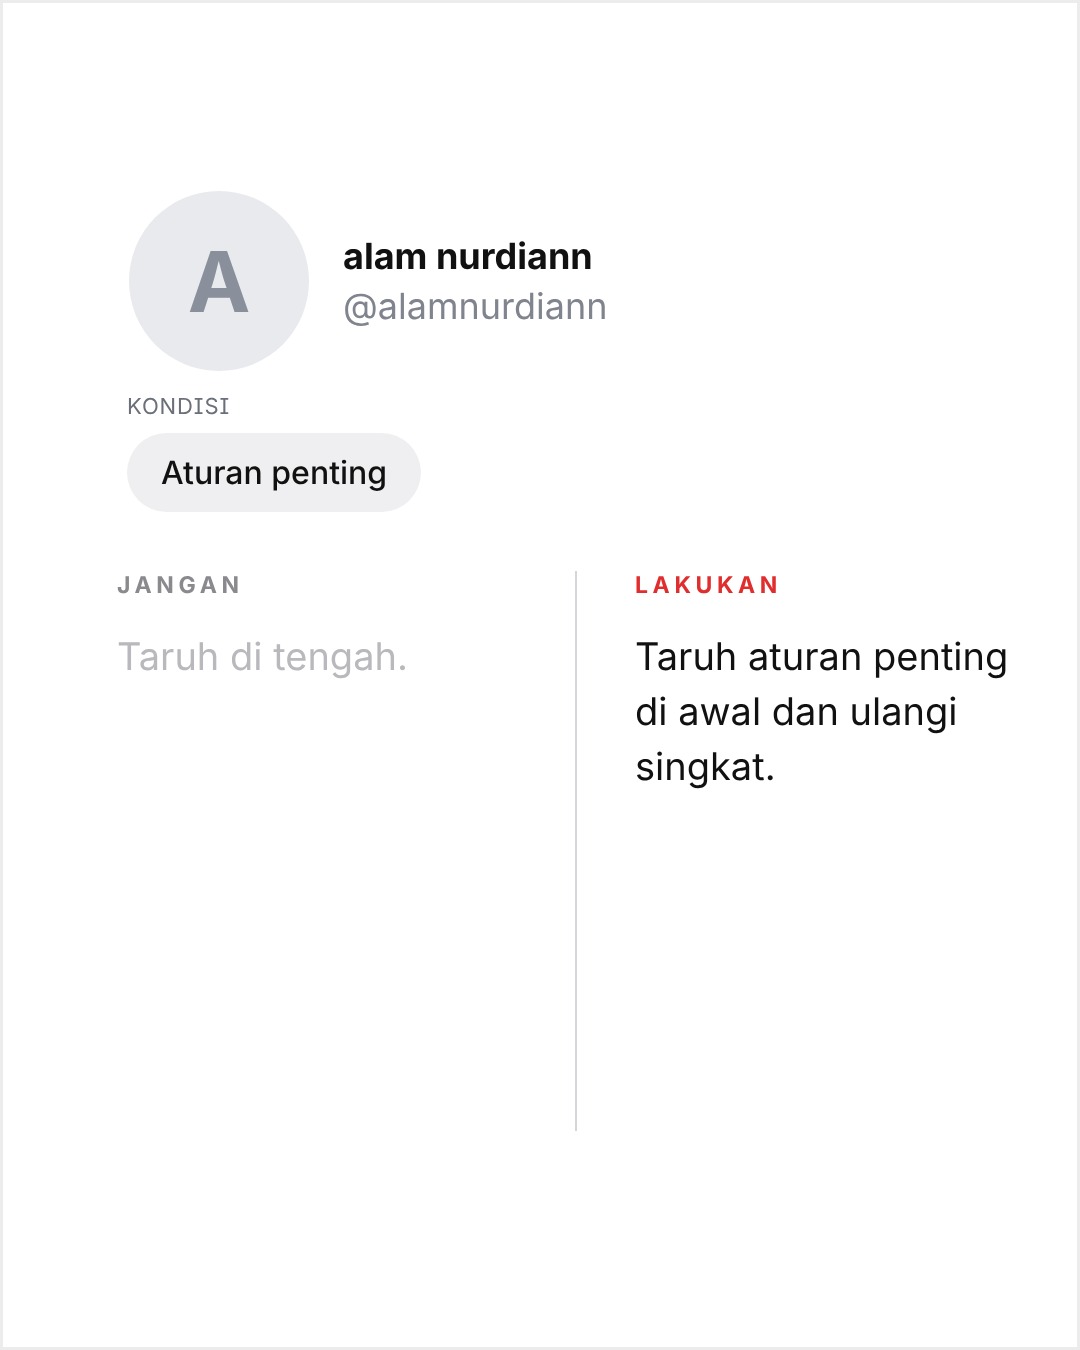 A
alam nurdiann
@alamnurdiann
KONDISI
Aturan penting
JANGAN
Taruh di tengah.
LAKUKAN
Taruh aturan penting
di awal dan ulangi
singkat.